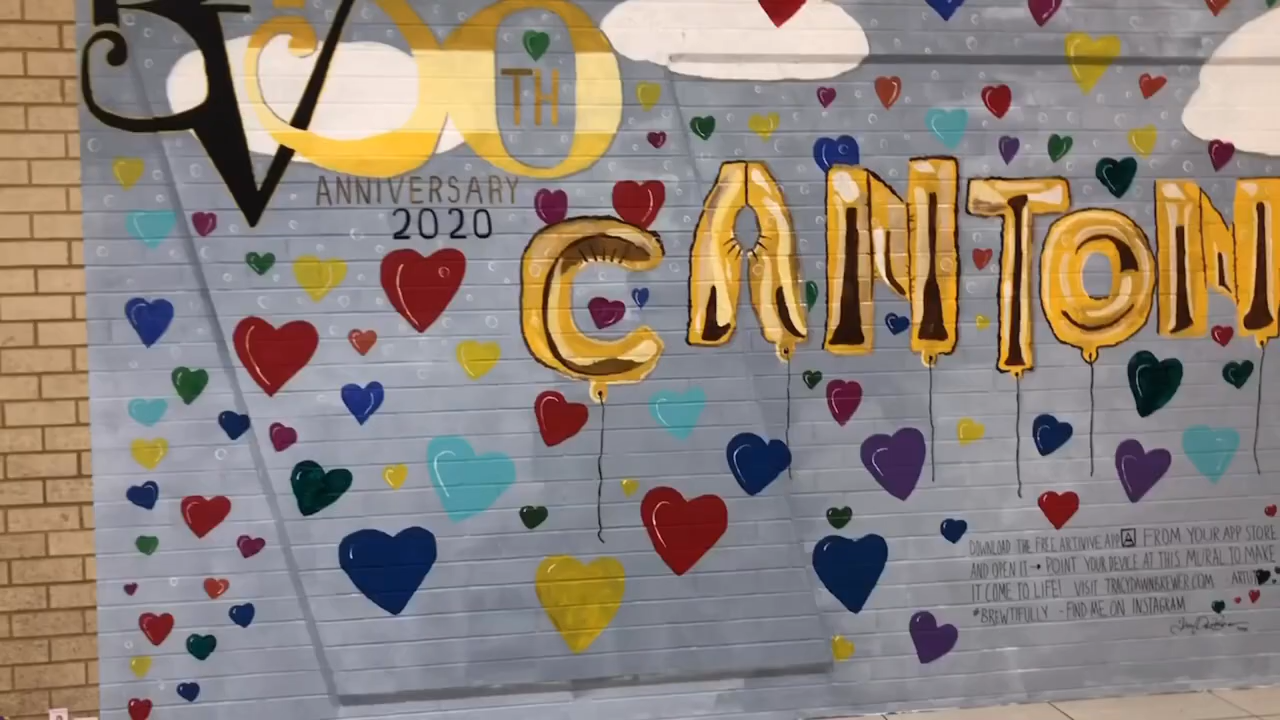 V
60
TH
ANNIVERSARY
2020
CANTON
DOWNLOAD THE FREE ARTIVIVE APP A FROM YOUR APP STORE
AND OPEN IT → POINT YOUR DEVICE AT THIS MURAL TO MAKE
IT COME TO LIFE! VISIT TRACYDAWNBREWER.COM
#BREWTIFULLY - FIND ME ON INSTAGRAM